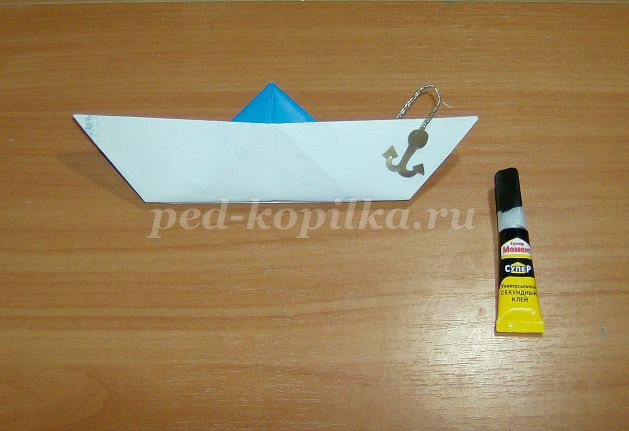 ped-kopilka.ru
Супер
Момент
СУПЕР
Универсальный
СЕКУНДНЫЙ
КЛЕЙ